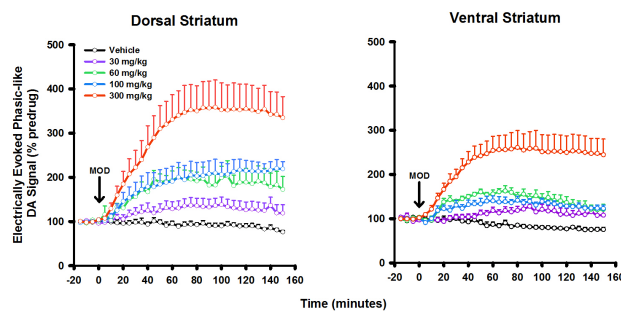 Dorsal Striatum
Ventral Striatum
Electrically Evoked Phasic-like
DA Signal (% predrug)
500
400
300
200
100
0
Vehicle
30 mg/kg
60 mg/kg
100 mg/kg
300 mg/kg
MOD
-20 0 20 40 60 80 100 120 140 160
500
400
300
200
100
0
MOD
-20 0 20 40 60 80 100 120 140 160
Time (minutes)